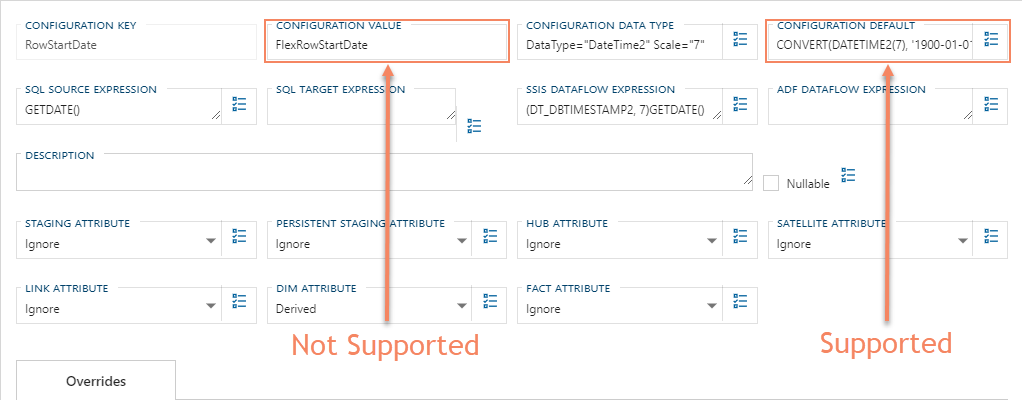 CONFIGURATION KEY
RowStartDate
CONFIGURATION VALUE
FlexRowStartDate
CONFIGURATION DATA TYPE
DataType="DateTime2" Scale="7"
CONFIGURATION DEFAULT
CONVERT(DATETIME2(7), '1900-01-01
SQL SOURCE EXPRESSION
GETDATE()
SQL TARGET EXPRESSION
SSIS DATAFLOW EXPRESSION
(DT_DBTIMESTAMP2, 7)GETDATE()
ADF DATAFLOW EXPRESSION
DESCRIPTION
Nullable
STAGING ATTRIBUTE
Ignore
PERSISTENT STAGING ATTRIBUTE
Ignore
HUB ATTRIBUTE
Ignore
SATELLITE ATTRIBUTE
Ignore
LINK ATTRIBUTE
Ignore
DIM ATTRIBUTE
Derived
FACT ATTRIBUTE
Ignore
Not Supported
Supported
Overrides